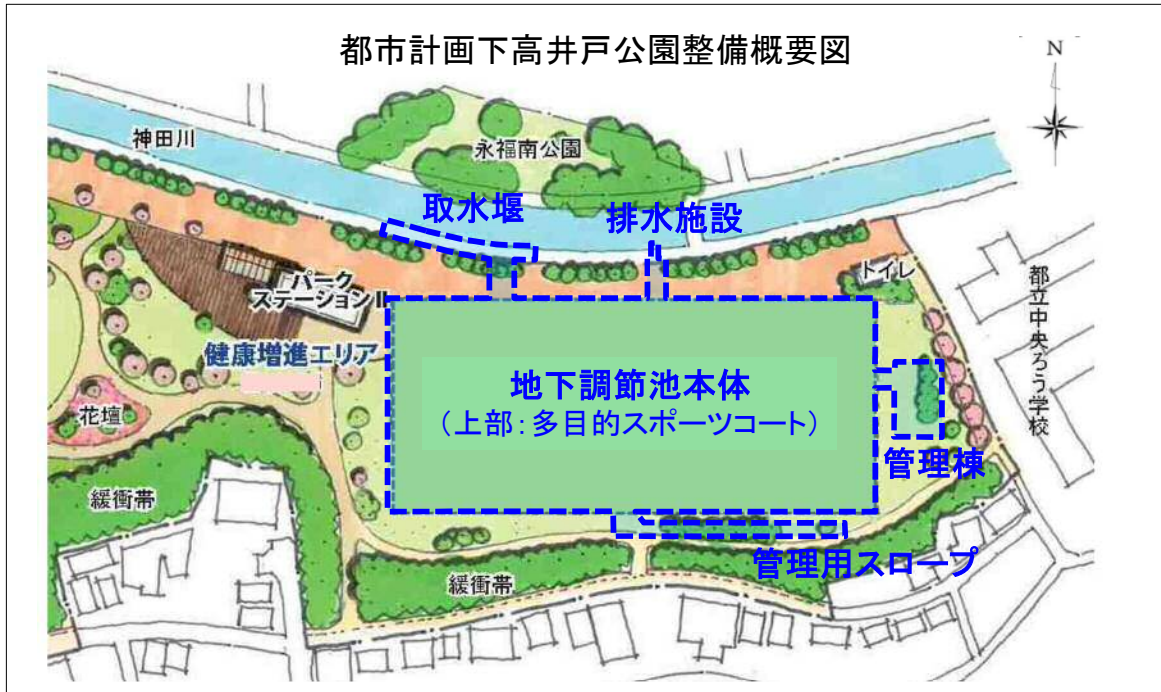 都市計画下高井戸公園整備概要図
N
神田川
永福南公園
取水堰
排水施設
トイレ
パーク
ステーションⅡ
都立中央ろう学校
健康増進エリア
地下調節池本体
（上部：多目的スポーツコート）
花壇
管理棟
緩衝帯
管理用スロープ
緩衝帯